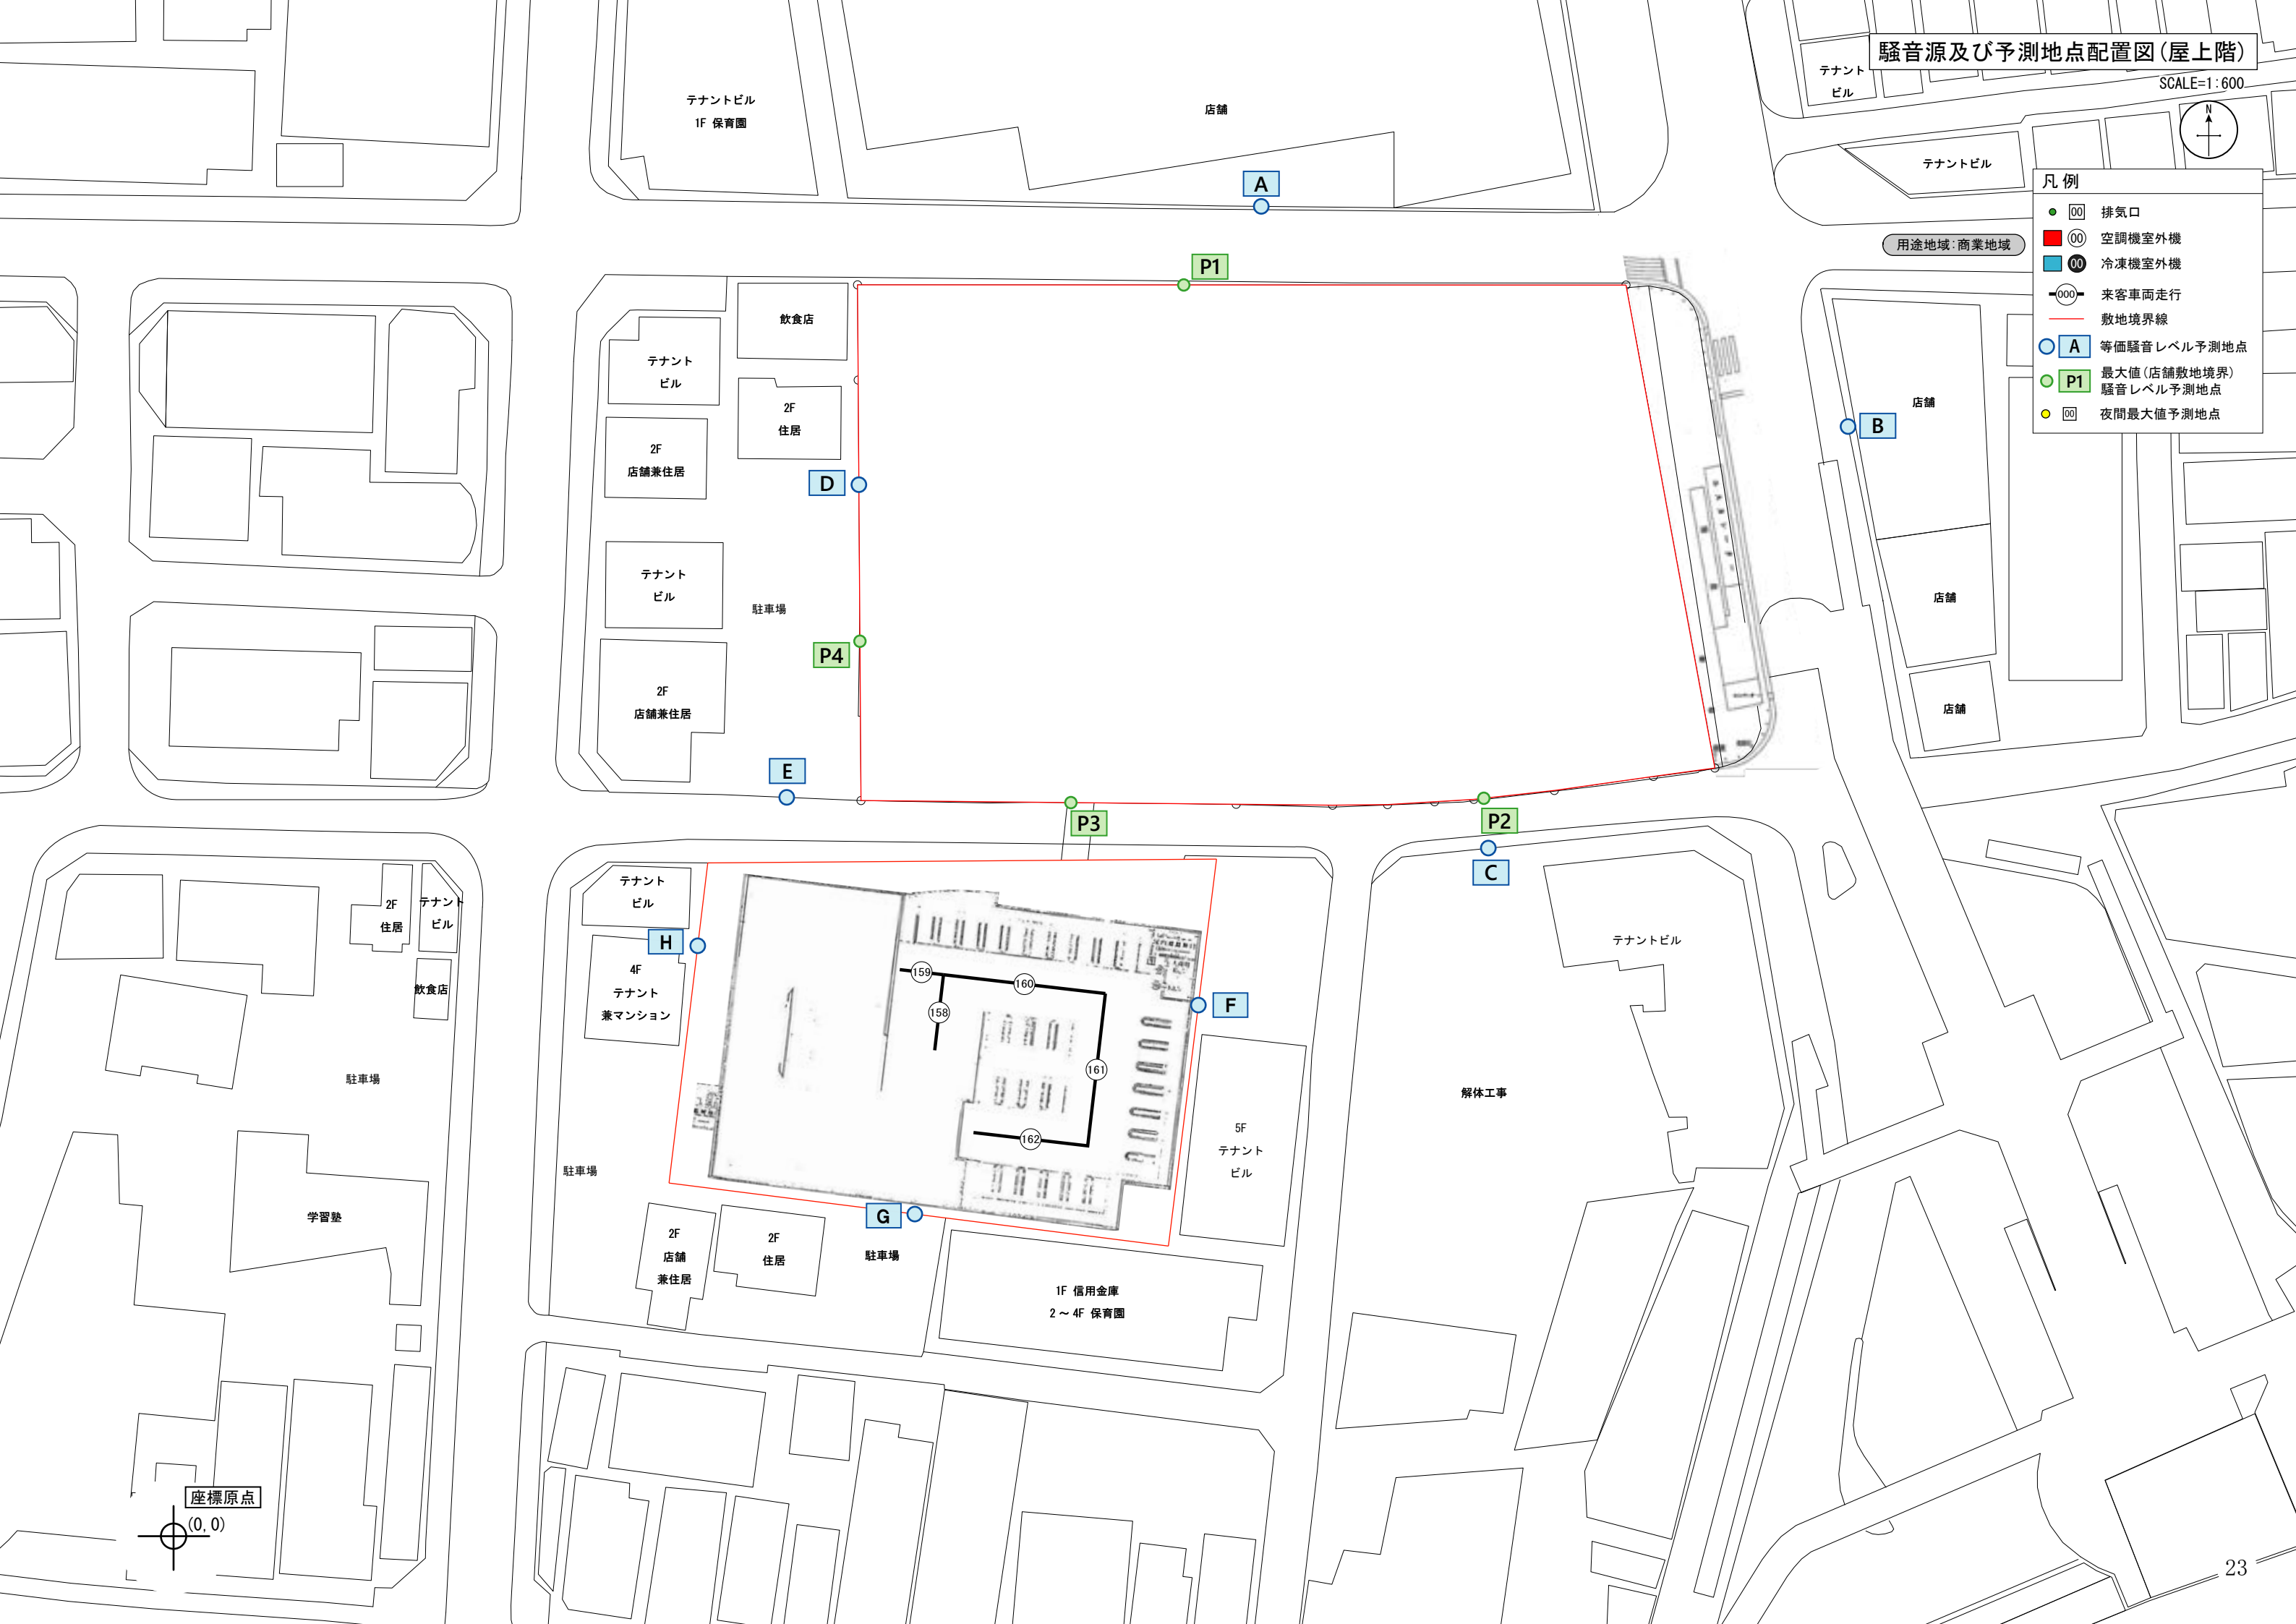 騒音源及び予測地点配置図(屋上階)
SCALE=1:600
N
凡例
00 排気口
00 空調機室外機
00 冷凍機室外機
000 来客車両走行
敷地境界線
A 等価騒音レベル予測地点
P1 最大値(店舗敷地境界)
騒音レベル予測地点
00 夜間最大値予測地点
用途地域:商業地域
テナント
ビル
テナントビル
テナントビル
1F 保育園
店舗
A
P1
飲食店
テナント
ビル
2F
住居
2F
店舗兼住居
D
テナント
ビル
駐車場
P4
2F
店舗兼住居
E
P3
P2
C
B
店舗
店舗
店舗
テナントビル
解体工事
2F
住居
テナント
ビル
飲食店
駐車場
学習塾
テナント
ビル
H
4F
テナント
兼マンション
駐車場
159
160
158
161
162
F
5F
テナント
ビル
G
2F
店舗
兼住居
2F
住居
駐車場
1F 信用金庫
2～4F 保育園
座標原点
(0,0)
23